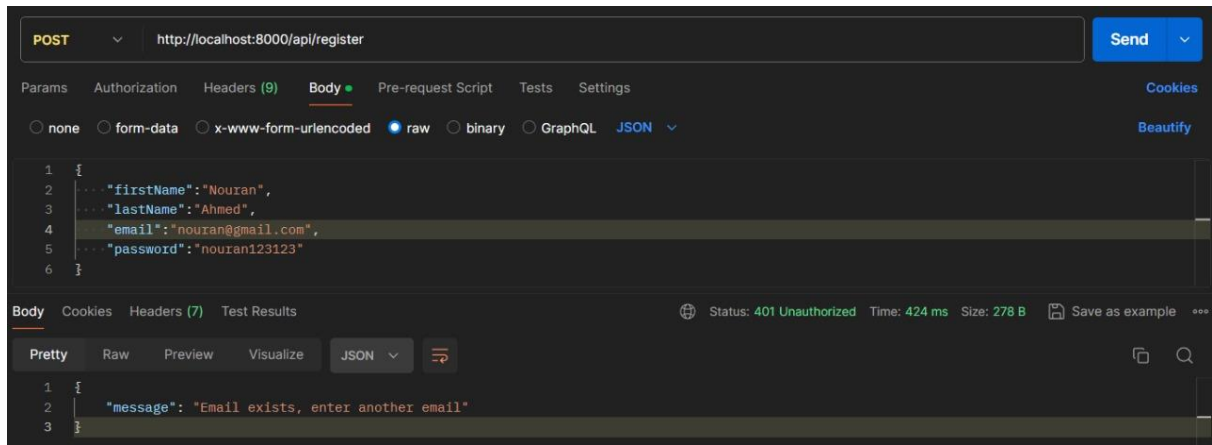 POST http://localhost:8000/api/register Send
Params Authorization Headers (9) Body Pre-request Script Tests Settings Cookies
none form-data x-www-form-urlencoded raw binary GraphQL JSON Beautify
1 {
2 "firstName":"Nouran",
3 "lastName":"Ahmed",
4 "email":"nouran@gmail.com",
5 "password":"nouran123123"
6 }
Body Cookies Headers (7) Test Results Status: 401 Unauthorized Time: 424 ms Size: 278 B Save as example
Pretty Raw Preview Visualize JSON
1 {
2 "message": "Email exists, enter another email"
3 }